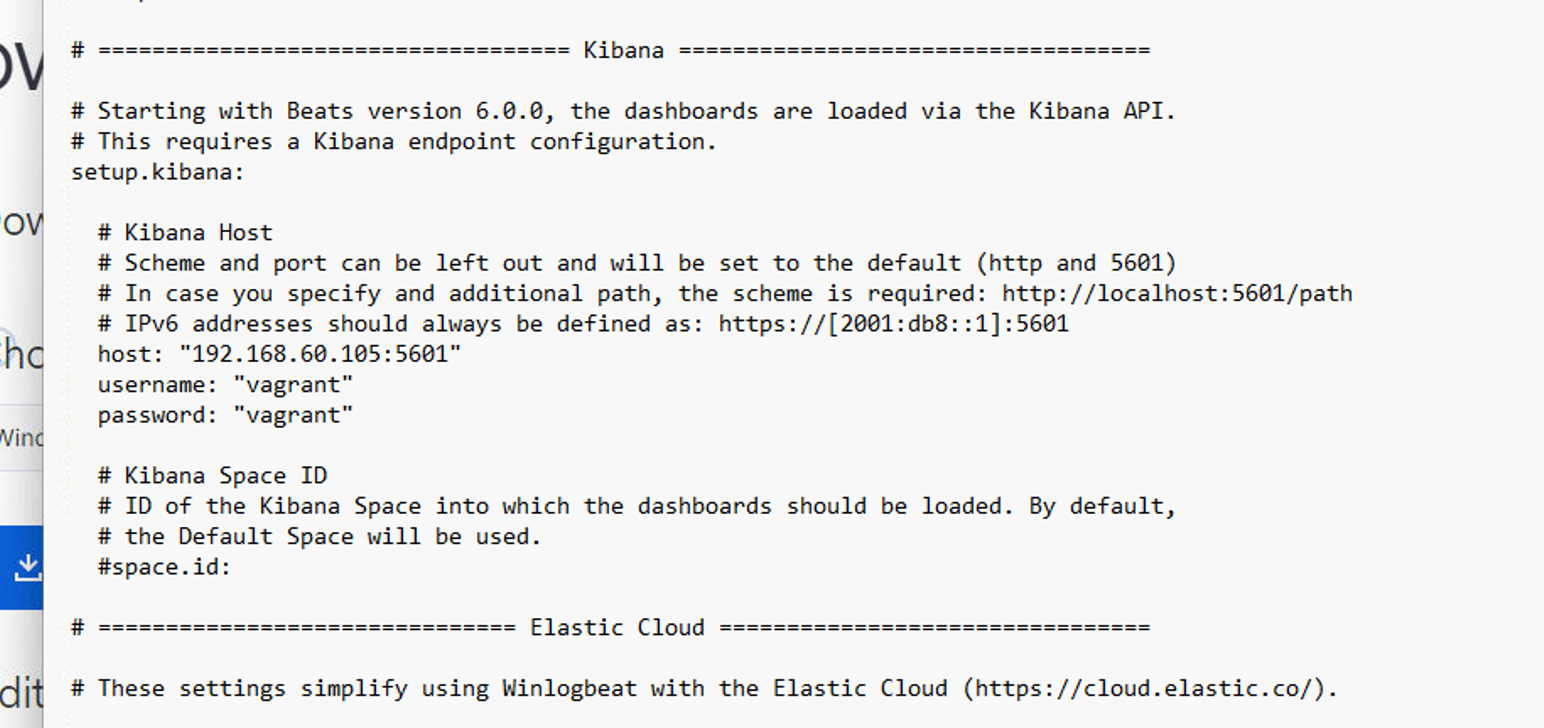 # =================================== Kibana ===================================
# Starting with Beats version 6.0.0, the dashboards are loaded via the Kibana API.
# This requires a Kibana endpoint configuration.
setup.kibana:
# Kibana Host
# Scheme and port can be left out and will be set to the default (http and 5601)
# In case you specify and additional path, the scheme is required: http://localhost:5601/path
# IPv6 addresses should always be defined as: https://[2001:db8::1]:5601
host: "192.168.60.105:5601"
username: "vagrant"
password: "vagrant"
# Kibana Space ID
# ID of the Kibana Space into which the dashboards should be loaded. By default,
# the Default Space will be used.
#space.id:
# =============================== Elastic Cloud ================================
# These settings simplify using Winlogbeat with the Elastic Cloud (https://cloud.elastic.co/).